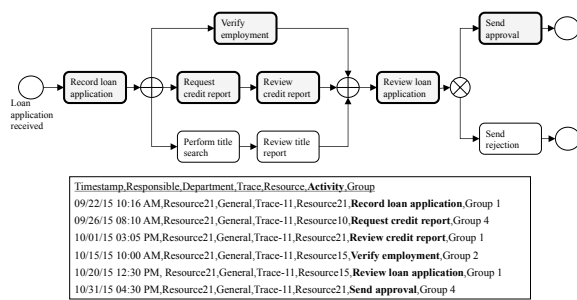 Verify
employment
Send
approval
Record loan
application
Request
credit report
Review
credit report
Review loan
application
Loan
application
received
Perform title
search
Review title
report
Send
rejection
Timestamp,Responsible,Department,Trace,Resource,Activity,Group
09/22/15 10:16 AM,Resource21,General,Trace-11,Resource21,Record loan application,Group 1
09/26/15 08:10 AM,Resource21,General,Trace-11,Resource10,Request credit report,Group 4
10/01/15 03:05 PM,Resource21,General,Trace-11,Resource21,Review credit report,Group 1
10/15/15 10:00 AM,Resource21,General,Trace-11,Resource15,Verify employment,Group 2
10/20/15 12:30 PM, Resource21,General,Trace-11,Resource15,Review loan application,Group 1
10/31/15 04:30 PM,Resource21,General,Trace-11,Resource21,Send approval,Group 4